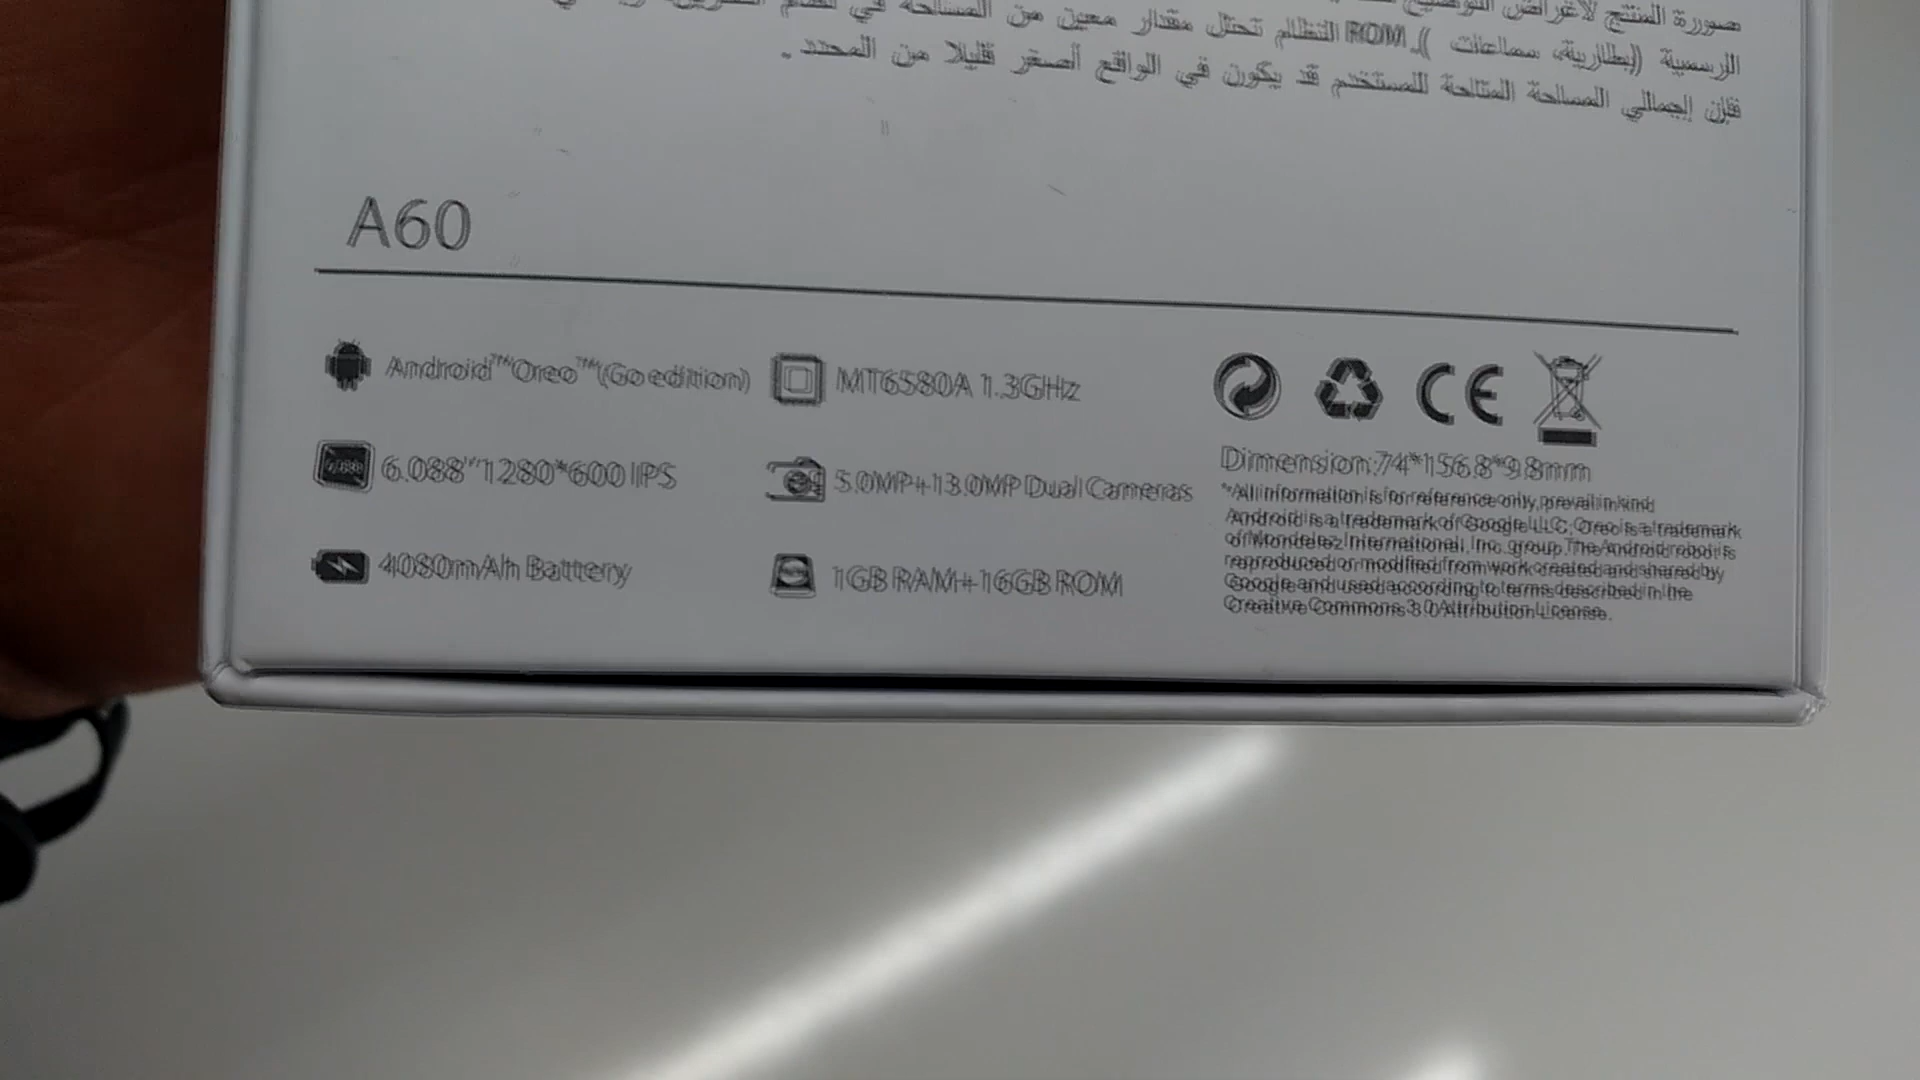 صورة المنتج لأغراض
الرسمية (بطارية، سماعات ).ROM النظام تحتل مقدار معين من المساحة في
فإن إجمالي المساحة المتاحة للمستخدم قد يكون في الواقع أصغر قليلا من المحدد.
A60
Android™ Oreo™ (Go edition)
MT6580A 1.3GHz
6.088" 1280*600 IPS
5.0MP+13.0MP Dual Cameras
4080mAh Battery
1GB RAM+16GB ROM
CE
Dimension:74*156.8*9.8mm
*All information is for reference only, prevail in kind
Android is a trademark of Google LLC; Oreo is a trademark
of Mondelez International, Inc. group. The Android robot is
reproduced or modified from work created and shared by
Google and used according to terms described in the
Creative Commons 3.0 Attribution License.